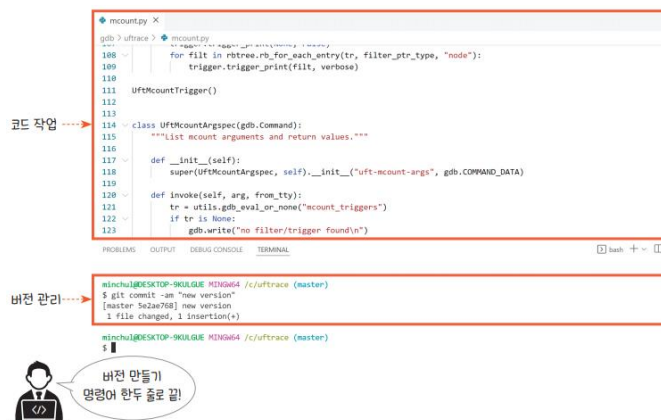 mcount.py ×
gdb > uftrace > mcount.py
107 trigger.trigger_print(None, False)
108 for filt in rbtree.rb_for_each_entry(tr, filter_ptr_type, "node"):
109 trigger.trigger_print(filt, verbose)
110
111 UftMcountTrigger()
112
113
코드 작업
114 class UftMcountArgspec(gdb.Command):
115 """List mcount arguments and return values."""
116
117 def __init__(self):
118 super(UftMcountArgspec, self).__init__("uft-mcount-args", gdb.COMMAND_DATA)
119
120 def invoke(self, arg, from_tty):
121 tr = utils.gdb_eval_or_none("mcount_triggers")
122 if tr is None:
123 gdb.write("no filter/trigger found\n")
PROBLEMS OUTPUT DEBUG CONSOLE TERMINAL bash
minchul@DESKTOP-9KULGUE MINGW64 /c/uftrace (master)
버전 관리
$ git commit -am "new version"
[master 5e2ae768] new version
1 file changed, 1 insertion(+)
minchul@DESKTOP-9KULGUE MINGW64 /c/uftrace (master)
$
버전 만들기
명령어 한두 줄로 끝!